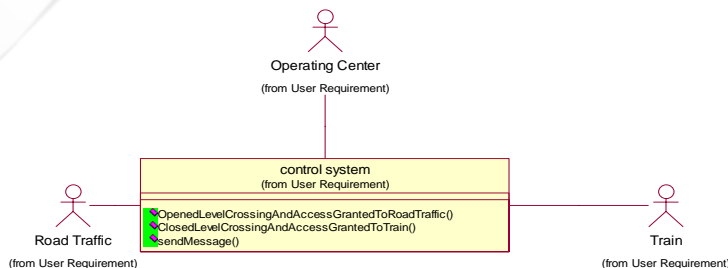 Operating Center
(from User Requirement)
control system
(from User Requirement)
OpenedLevelCrossingAndAccessGrantedToRoadTraffic()
ClosedLevelCrossingAndAccessGrantedToTrain()
sendMessage()
Road Traffic
(from User Requirement)
Train
(from User Requirement)